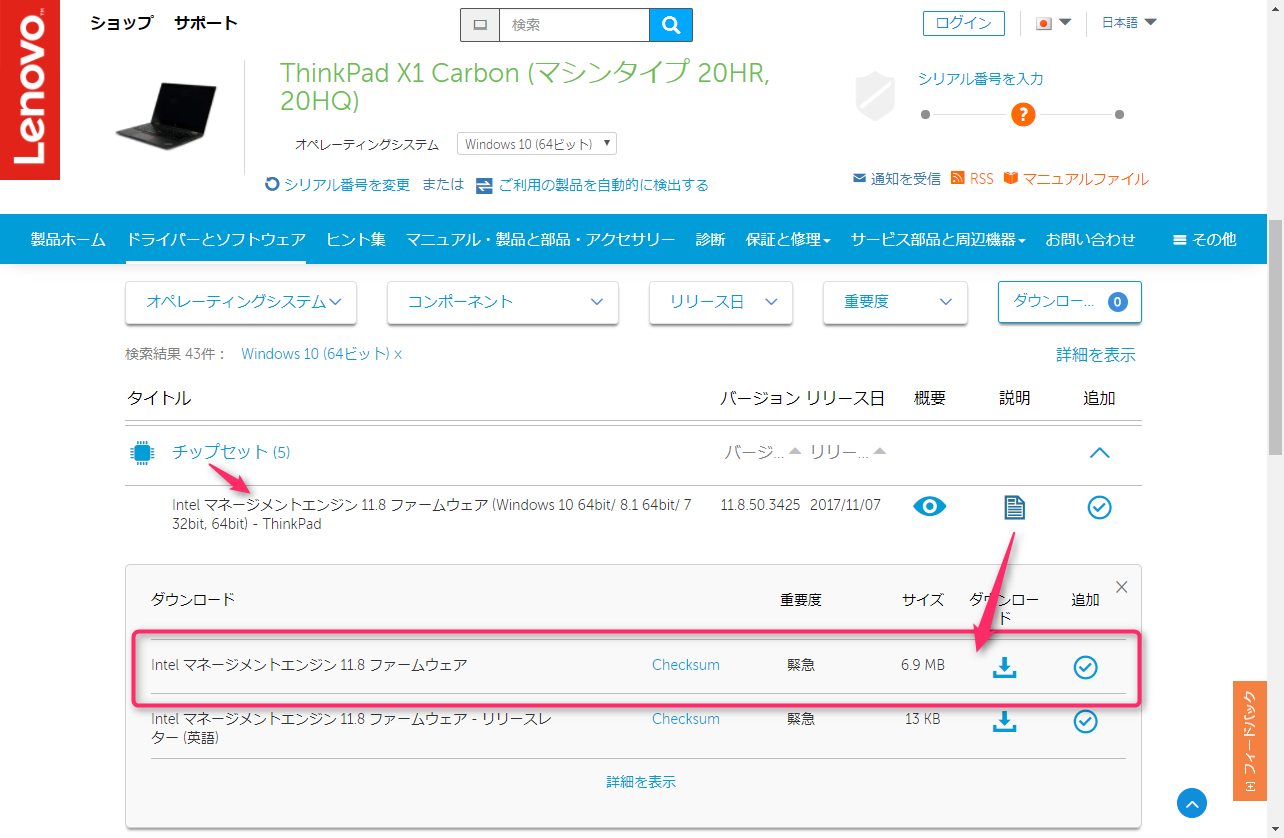 Lenovo™
ショップ サポート
検索
ログイン
日本語
ThinkPad X1 Carbon (マシンタイプ 20HR,
20HQ)
オペレーティングシステム Windows 10 (64ビット)
シリアル番号を変更 または ご利用の製品を自動的に検出する
シリアル番号を入力
?
通知を受信 RSS マニュアルファイル
製品ホーム ドライバーとソフトウェア ヒント集 マニュアル・製品と部品・アクセサリー 診断 保証と修理 サービス部品と周辺機器 お問い合わせ その他
オペレーティングシステム コンポーネント リリース日 重要度 ダウンロー... 0
検索結果 43件： Windows 10 (64ビット) x 詳細を表示
タイトル バージョン リリース日 概要 説明 追加
チップセット (5) バージ... リリー...
Intel マネージメントエンジン 11.8 ファームウェア (Windows 10 64bit/ 8.1 64bit/ 7 11.8.50.3425 2017/11/07
32bit, 64bit) - ThinkPad
ダウンロード 重要度 サイズ ダウンロー 追加
ド
Intel マネージメントエンジン 11.8 ファームウェア Checksum 緊急 6.9 MB
Intel マネージメントエンジン 11.8 ファームウェア - リリースレ Checksum 緊急 13 KB
ター (英語)
詳細を表示
フィードバック